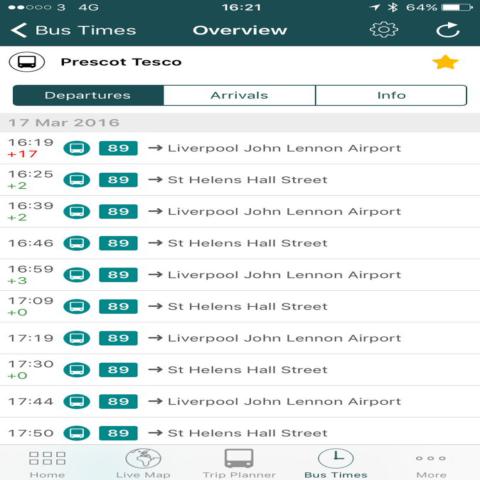 3 4G 16:21 64%
Bus Times Overview
Prescot Tesco
Departures Arrivals Info
17 Mar 2016
16:19 89 → Liverpool John Lennon Airport
+17
16:25 89 → St Helens Hall Street
+2
16:39 89 → Liverpool John Lennon Airport
+2
16:46 89 → St Helens Hall Street
16:59 89 → Liverpool John Lennon Airport
+3
17:09 89 → St Helens Hall Street
+0
17:19 89 → Liverpool John Lennon Airport
17:30 89 → St Helens Hall Street
+0
17:44 89 → Liverpool John Lennon Airport
17:50 89 → St Helens Hall Street
Home Live Map Trip Planner Bus Times More